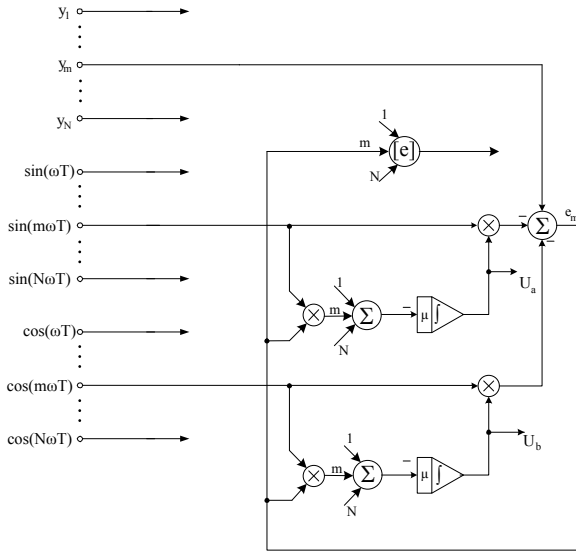 y1
ym
yN
1
m
[e]
N
sin(ωT)
sin(mωT)
×
−
Σ
em
−
sin(NωT)
Ua
1
×
m
Σ
−
μ
∫
N
cos(ωT)
cos(mωT)
×
cos(NωT)
Ub
1
×
m
Σ
−
μ
∫
N